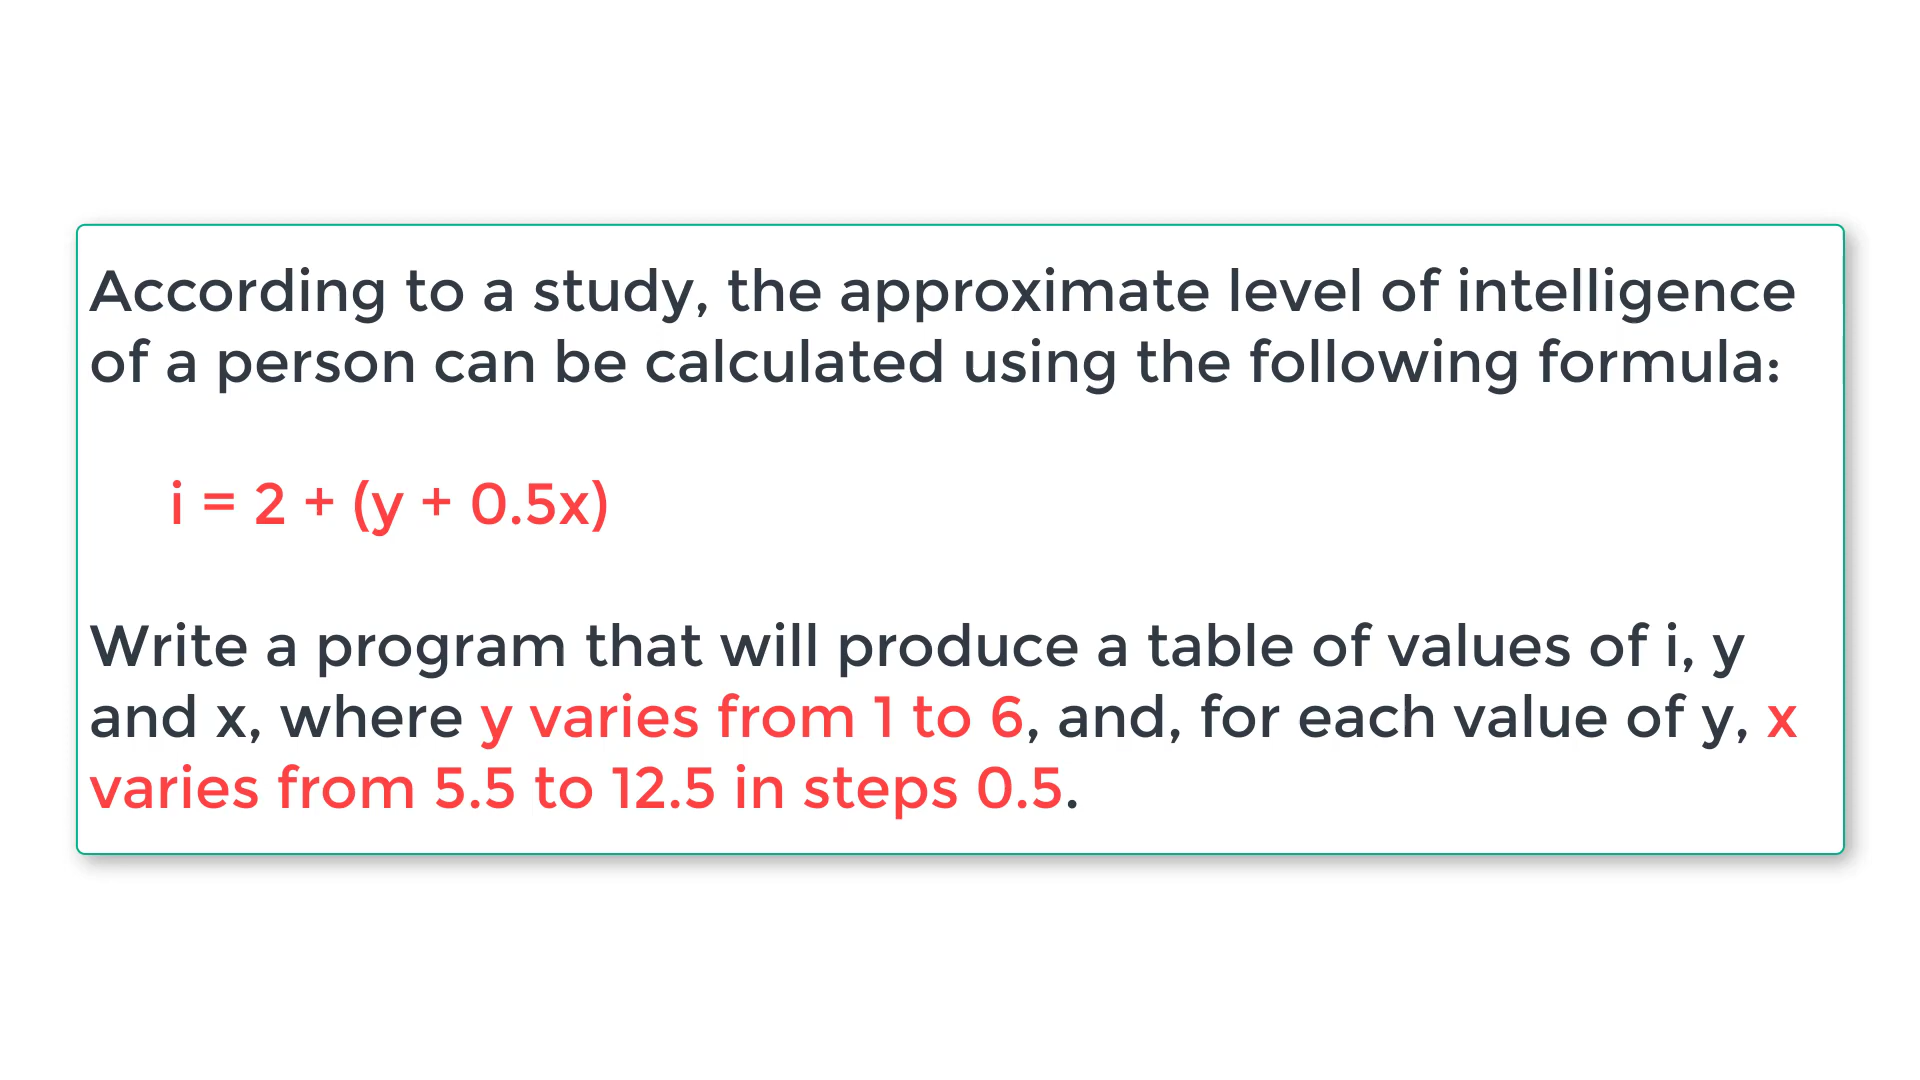 According to a study, the approximate level of intelligence
of a person can be calculated using the following formula:
i = 2 + (y + 0.5x)
Write a program that will produce a table of values of i, y
and x, where y varies from 1 to 6, and, for each value of y, x
varies from 5.5 to 12.5 in steps 0.5.